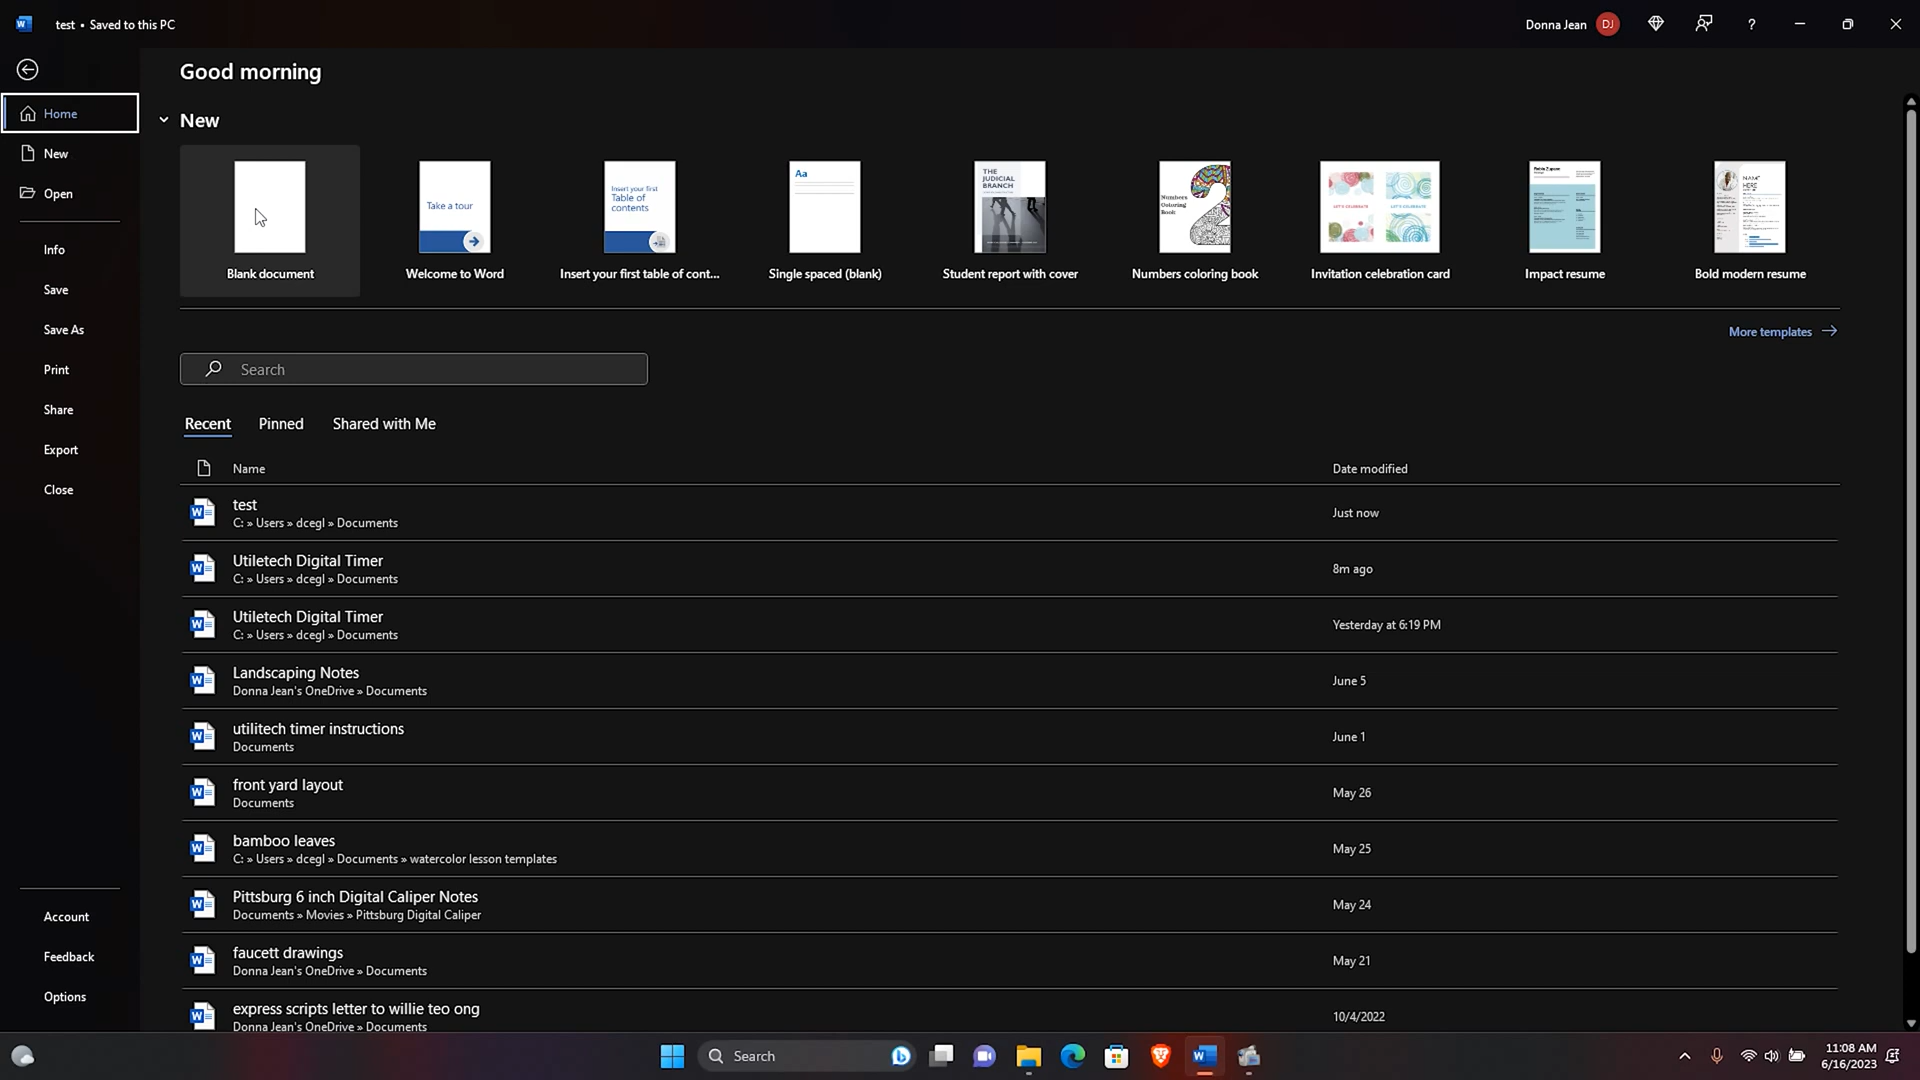 test • Saved to this PC
Donna Jean DJ
?
Good morning
Home
New
Open
Info
Save
Save As
Print
Share
Export
Close
Account
Feedback
Options
New
Blank document
Take a tour
Welcome to Word
Insert your first
Table of
contents
Insert your first table of cont...
Aa
Single spaced (blank)
THE
JUDICIAL
BRANCH
Student report with cover
Numbers
Coloring
Book
Numbers coloring book
LET'S CELEBRATE
LET'S CELEBRATE
Invitation celebration card
Impact resume
NAME
HERE
Bold modern resume
More templates
Search
Recent Pinned Shared with Me
Name Date modified
test
C: » Users » dcegl » Documents
Just now
Utiletech Digital Timer
C: » Users » dcegl » Documents
8m ago
Utiletech Digital Timer
C: » Users » dcegl » Documents
Yesterday at 6:19 PM
Landscaping Notes
Donna Jean's OneDrive » Documents
June 5
utilitech timer instructions
Documents
June 1
front yard layout
Documents
May 26
bamboo leaves
C: » Users » dcegl » Documents » watercolor lesson templates
May 25
Pittsburg 6 inch Digital Caliper Notes
Documents » Movies » Pittsburg Digital Caliper
May 24
faucett drawings
Donna Jean's OneDrive » Documents
May 21
express scripts letter to willie teo ong
Donna Jean's OneDrive » Documents
10/4/2022
Search
11:08 AM
6/16/2023